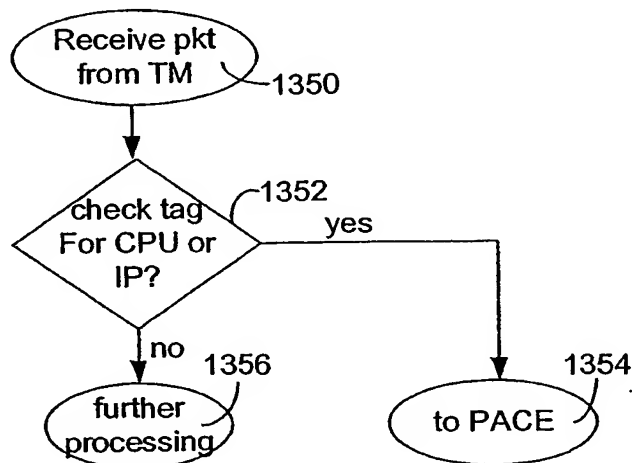 Receive pkt
from TM
1350
1352
check tag
For CPU or
IP?
yes
no
1356
1354
further
processing
to PACE